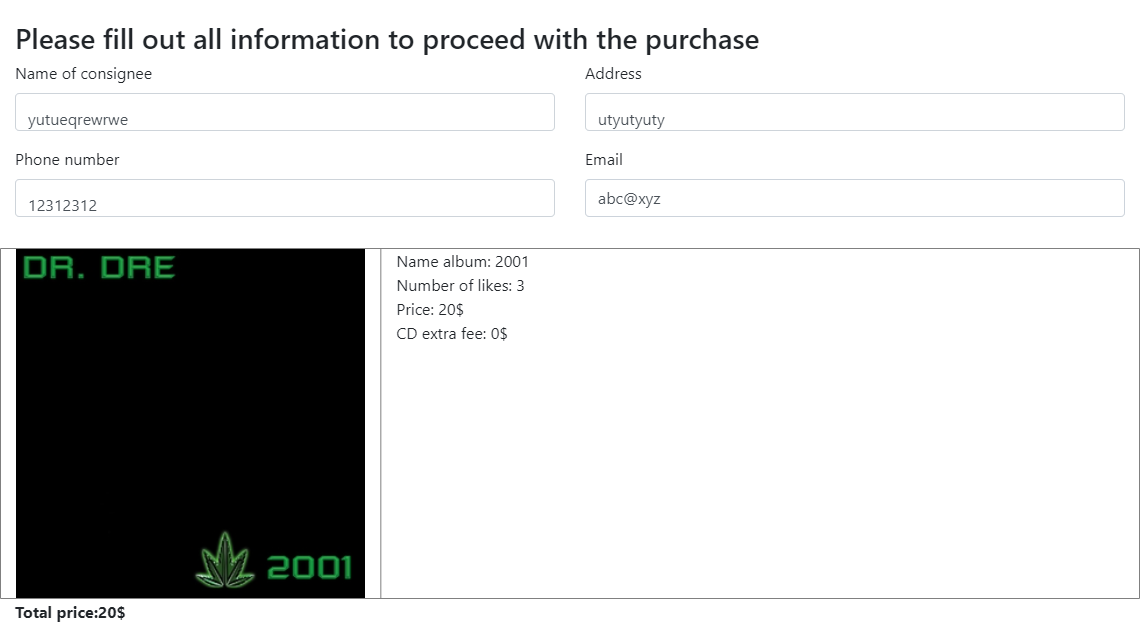 Please fill out all information to proceed with the purchase
Name of consignee
Address
yutueqrewrwe
utyutyuty
Phone number
Email
12312312
abc@xyz
DR. DRE
2001
Name album: 2001
Number of likes: 3
Price: 20$
CD extra fee: 0$
Total price:20$